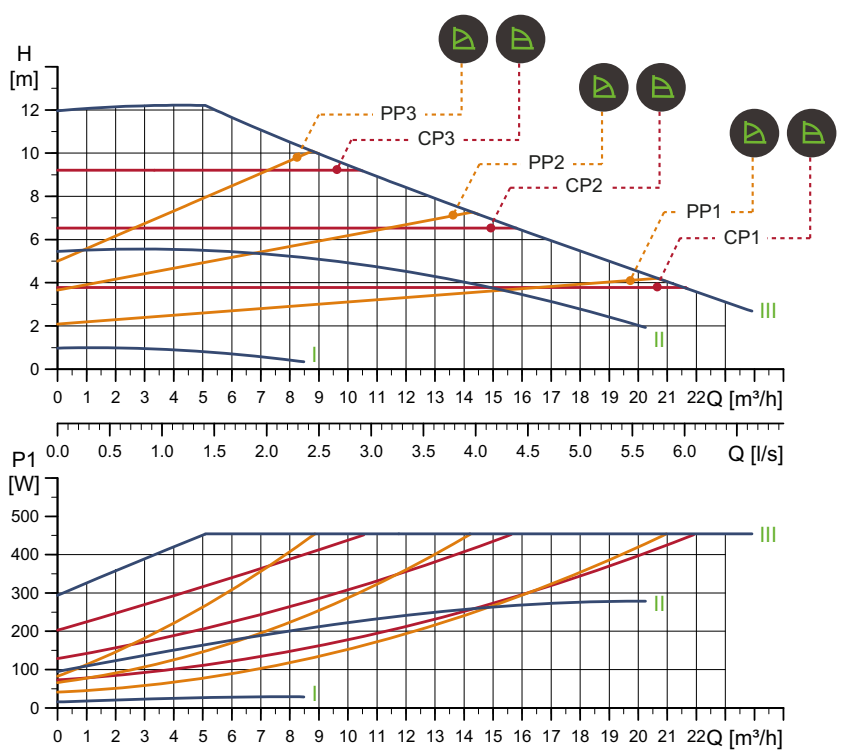 H
[m]
PP3
CP3
PP2
CP2
PP1
CP1
12
10
8
6
4
2
0
III
II
I
0 1 2 3 4 5 6 7 8 9 10 11 12 13 14 15 16 17 18 19 20 21 22 Q [m³/h]
0.0 0.5 1.0 1.5 2.0 2.5 3.0 3.5 4.0 4.5 5.0 5.5 6.0 Q [l/s]
P1
[W]
500
400
300
200
100
0
III
II
I
0 1 2 3 4 5 6 7 8 9 10 11 12 13 14 15 16 17 18 19 20 21 22 Q [m³/h]